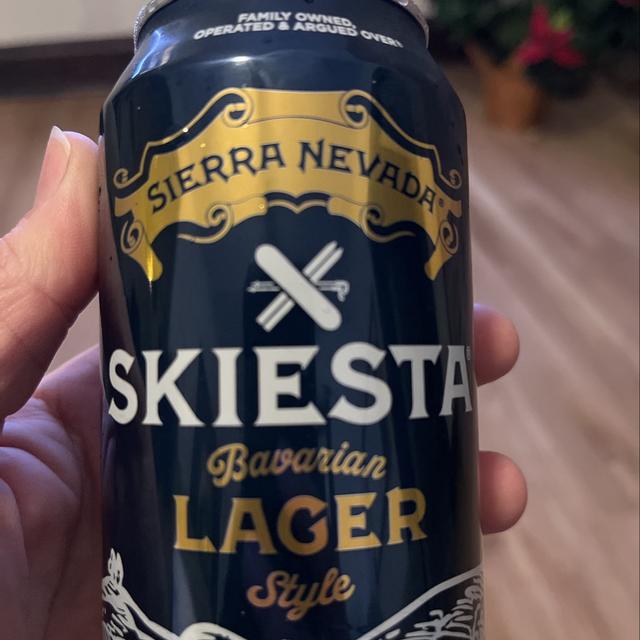 FAMILY OWNED,
OPERATED & ARGUED OVER
SIERRA NEVADA®
SKIESTA
Bavarian
LAGER
Style